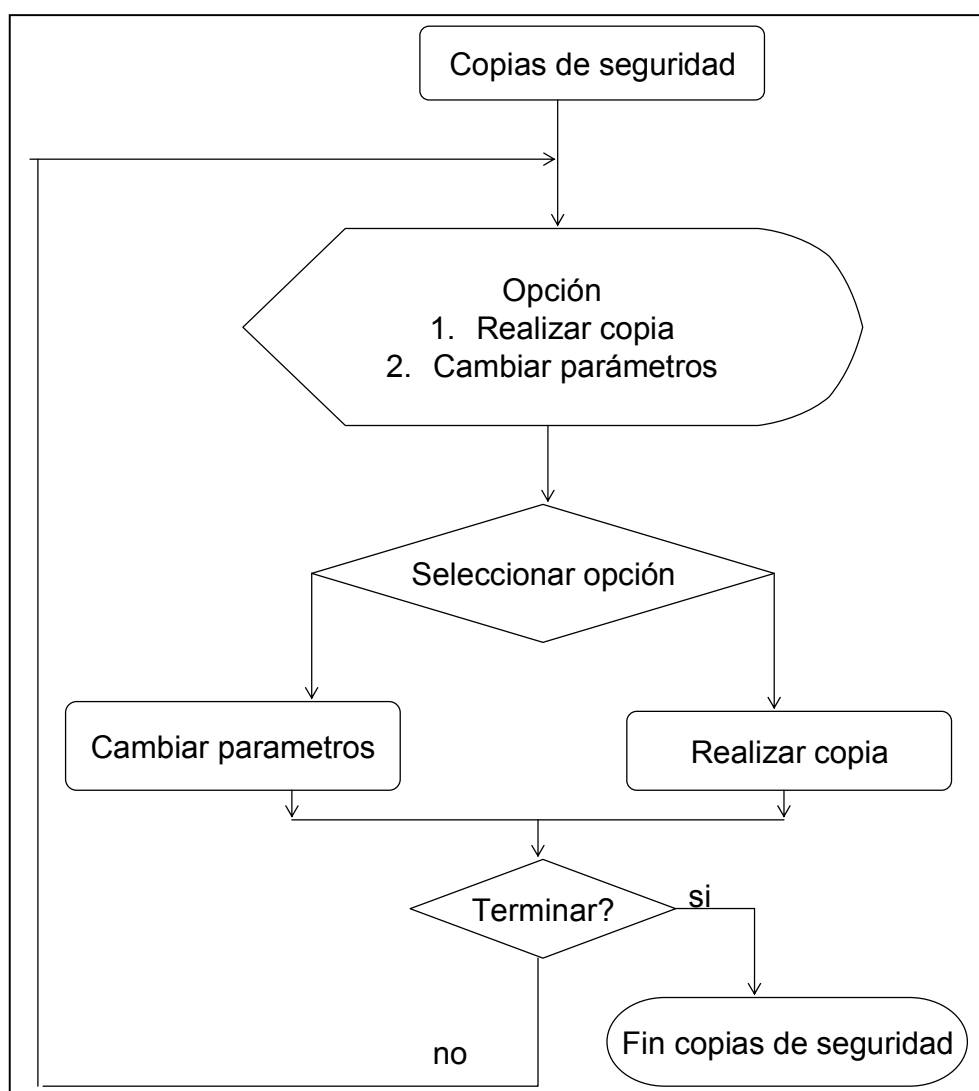 Copias de seguridad
Opción
1. Realizar copia
2. Cambiar parámetros
Seleccionar opción
Cambiar parametros
Realizar copia
Terminar?
si
no
Fin copias de seguridad